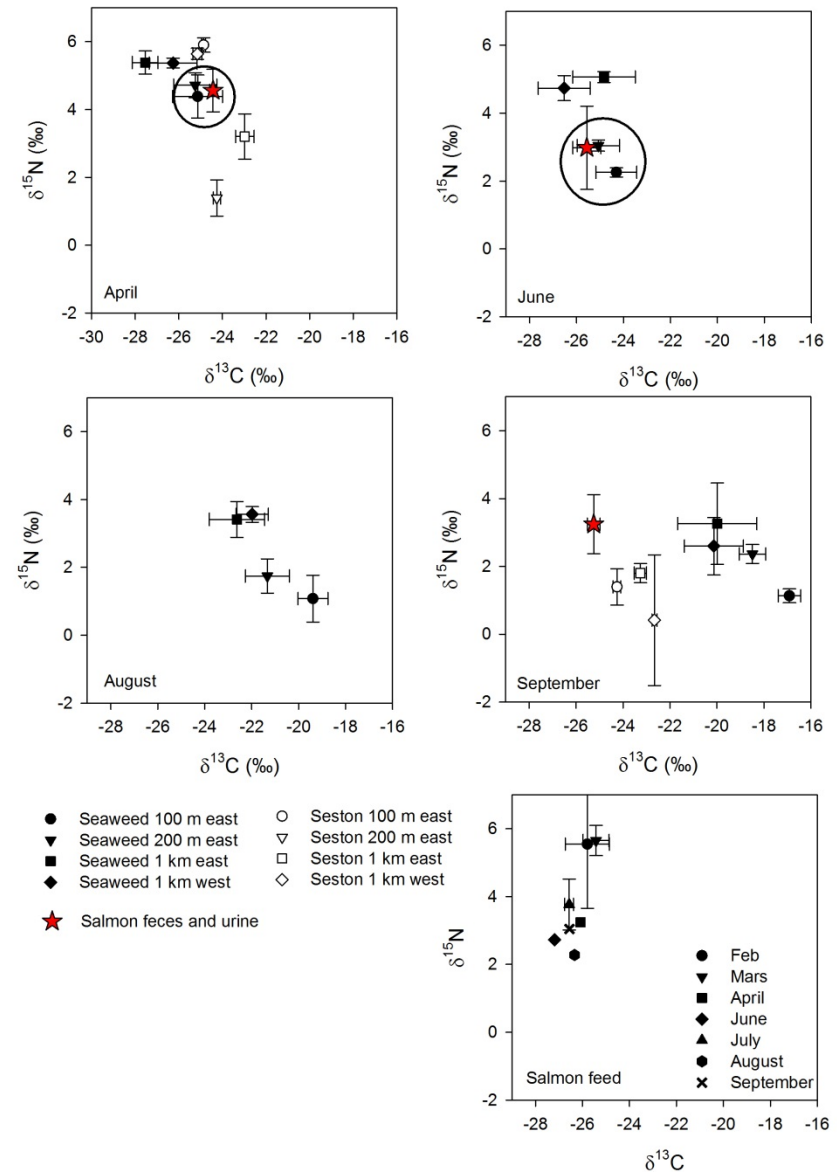 6
4
2
0
-2
δ¹⁵N (‰)
April
-30 -28 -26 -24 -22 -20 -18 -16
δ¹³C (‰)
6
4
2
0
-2
δ¹⁵N (‰)
June
-28 -26 -24 -22 -20 -18 -16
δ¹³C (‰)
6
4
2
0
-2
δ¹⁵N (‰)
August
-28 -26 -24 -22 -20 -18 -16
δ¹³C (‰)
6
4
2
0
-2
δ¹⁵N (‰)
September
-28 -26 -24 -22 -20 -18 -16
δ¹³C (‰)
Seaweed 100 m east
Seaweed 200 m east
Seaweed 1 km east
Seaweed 1 km west
Seston 100 m east
Seston 200 m east
Seston 1 km east
Seston 1 km west
Salmon feces and urine
6
4
2
0
-2
δ¹⁵N
Feb
Mars
April
June
July
August
September
Salmon feed
-28 -26 -24 -22 -20 -18 -16
δ¹³C